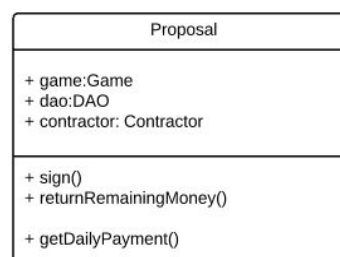 Proposal
+ game:Game
+ dao:DAO
+ contractor: Contractor
+ sign()
+ returnRemainingMoney()
+ getDailyPayment()